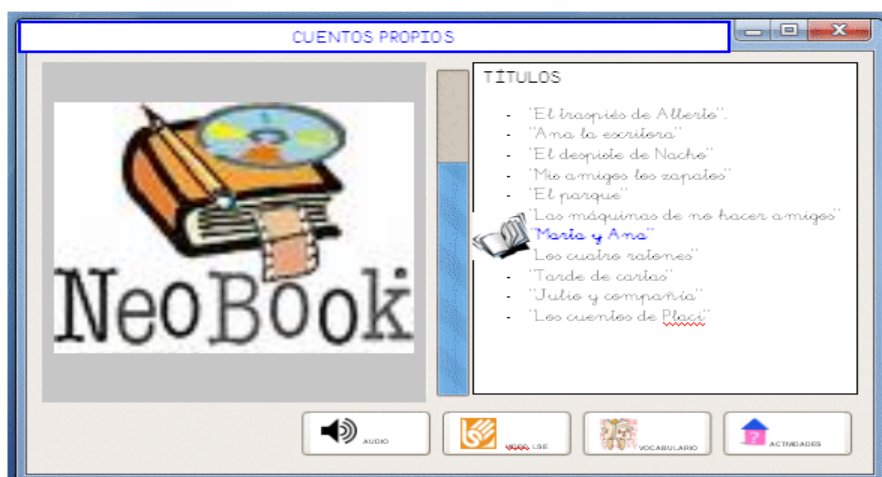 CUENTOS PROPIOS
NeoBook
TÍTULOS
- "El traspiés de Alberto".
- "Ana la escritora"
- "El despiste de Nacho"
- "Mis amigos los zapatos"
- "El parque"
"Las máquinas de no hacer amigos"
"María y Ana"
"Los cuatro ratones"
- "Tarde de cartas"
- "Julio y compañía"
- "Los cuentos de Placi"
AUDIO
VIDEO LSE
VOCABULARIO
ACTIVIDADES